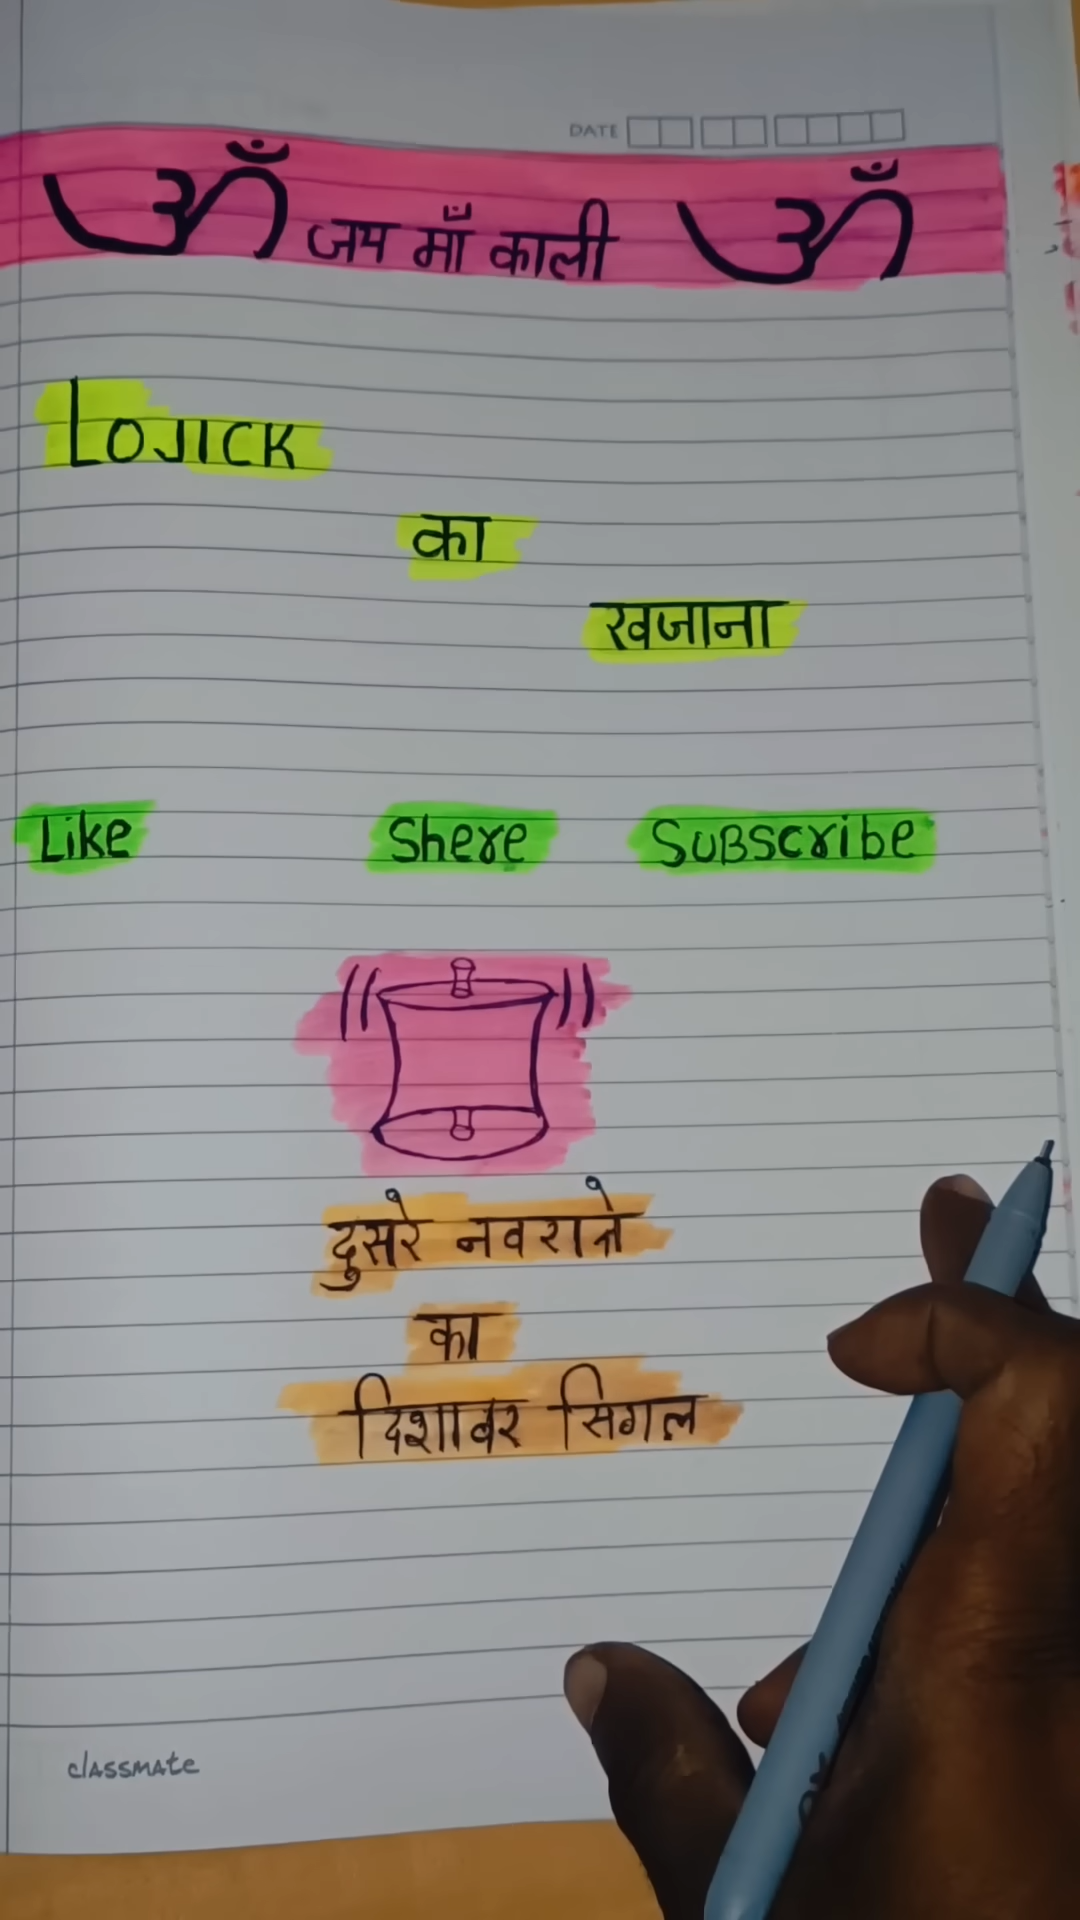 DATE
ॐ जय माँ काली ॐ
LOJICK
का
खजाना
Like Shere Subscribe
दुसरे नवरात्रे
का
दिशावर सिगल
classmate